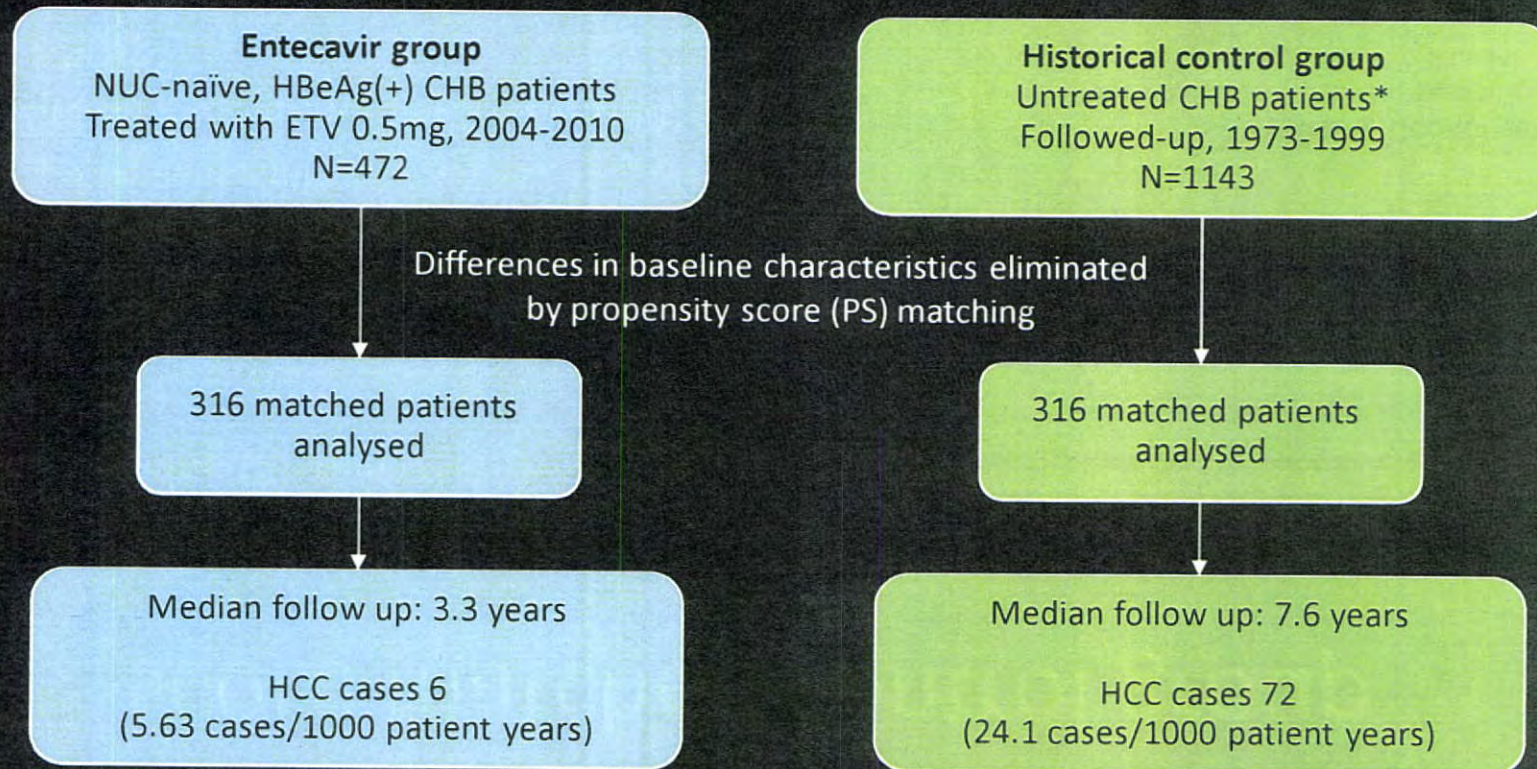 Entecavir group
NUC-naïve, HBeAg(+) CHB patients
Treated with ETV 0.5mg, 2004-2010
N=472
Historical control group
Untreated CHB patients*
Followed-up, 1973-1999
N=1143
Differences in baseline characteristics eliminated
by propensity score (PS) matching
316 matched patients
analysed
316 matched patients
analysed
Median follow up: 3.3 years
HCC cases 6
(5.63 cases/1000 patient years)
Median follow up: 7.6 years
HCC cases 72
(24.1 cases/1000 patient years)